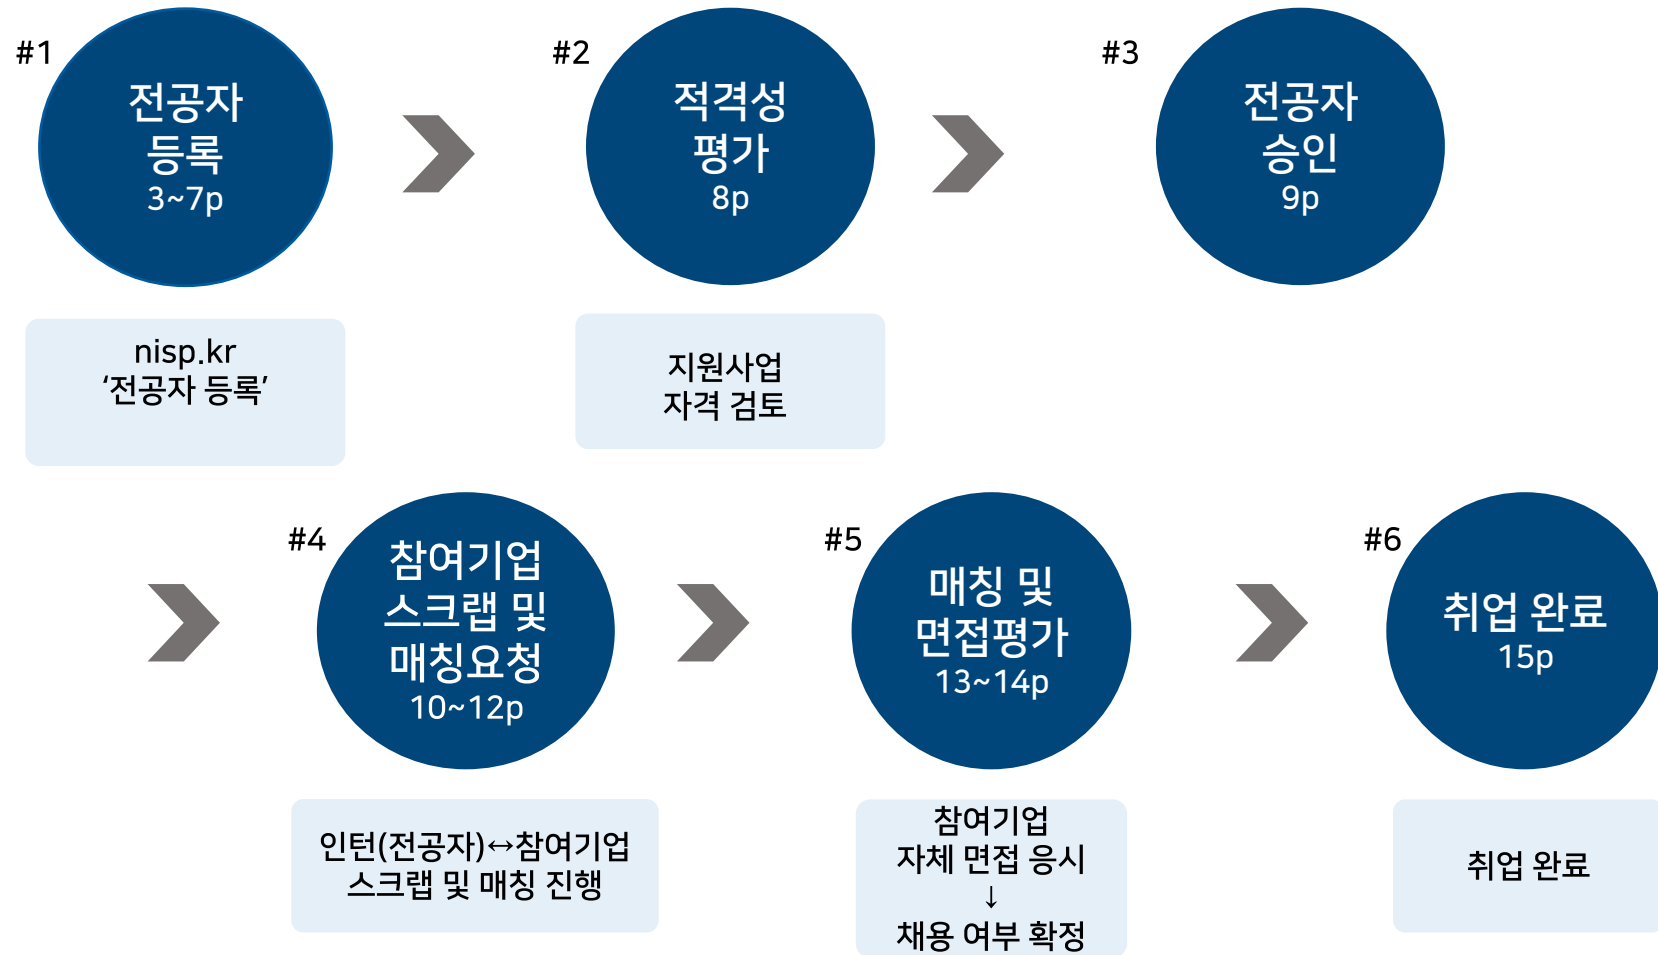 #1
전공자
등록
3~7p
nisp.kr
‘전공자 등록’
#2
적격성
평가
8p
지원사업
자격 검토
#3
전공자
승인
9p
#4
참여기업
스크랩 및
매칭요청
10~12p
인턴(전공자)↔참여기업
스크랩 및 매칭 진행
#5
매칭 및
면접평가
13~14p
참여기업
자체 면접 응시
↓
채용 여부 확정
#6
취업 완료
15p
취업 완료